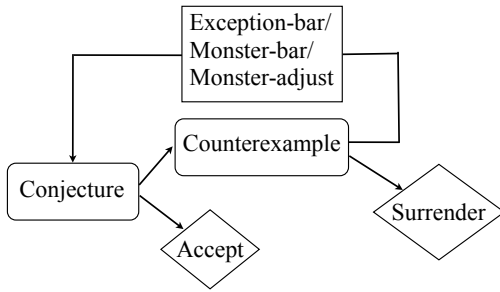 Exception-bar/
Monster-bar/
Monster-adjust
Counterexample
Conjecture
Surrender
Accept